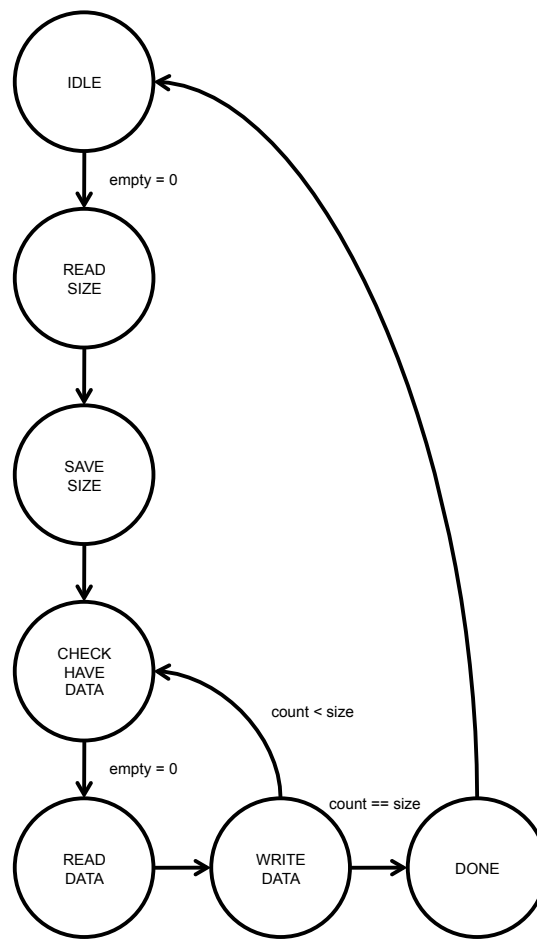 IDLE
empty = 0
READ
SIZE
SAVE
SIZE
CHECK
HAVE
DATA
count < size
empty = 0
count == size
READ
DATA
WRITE
DATA
DONE